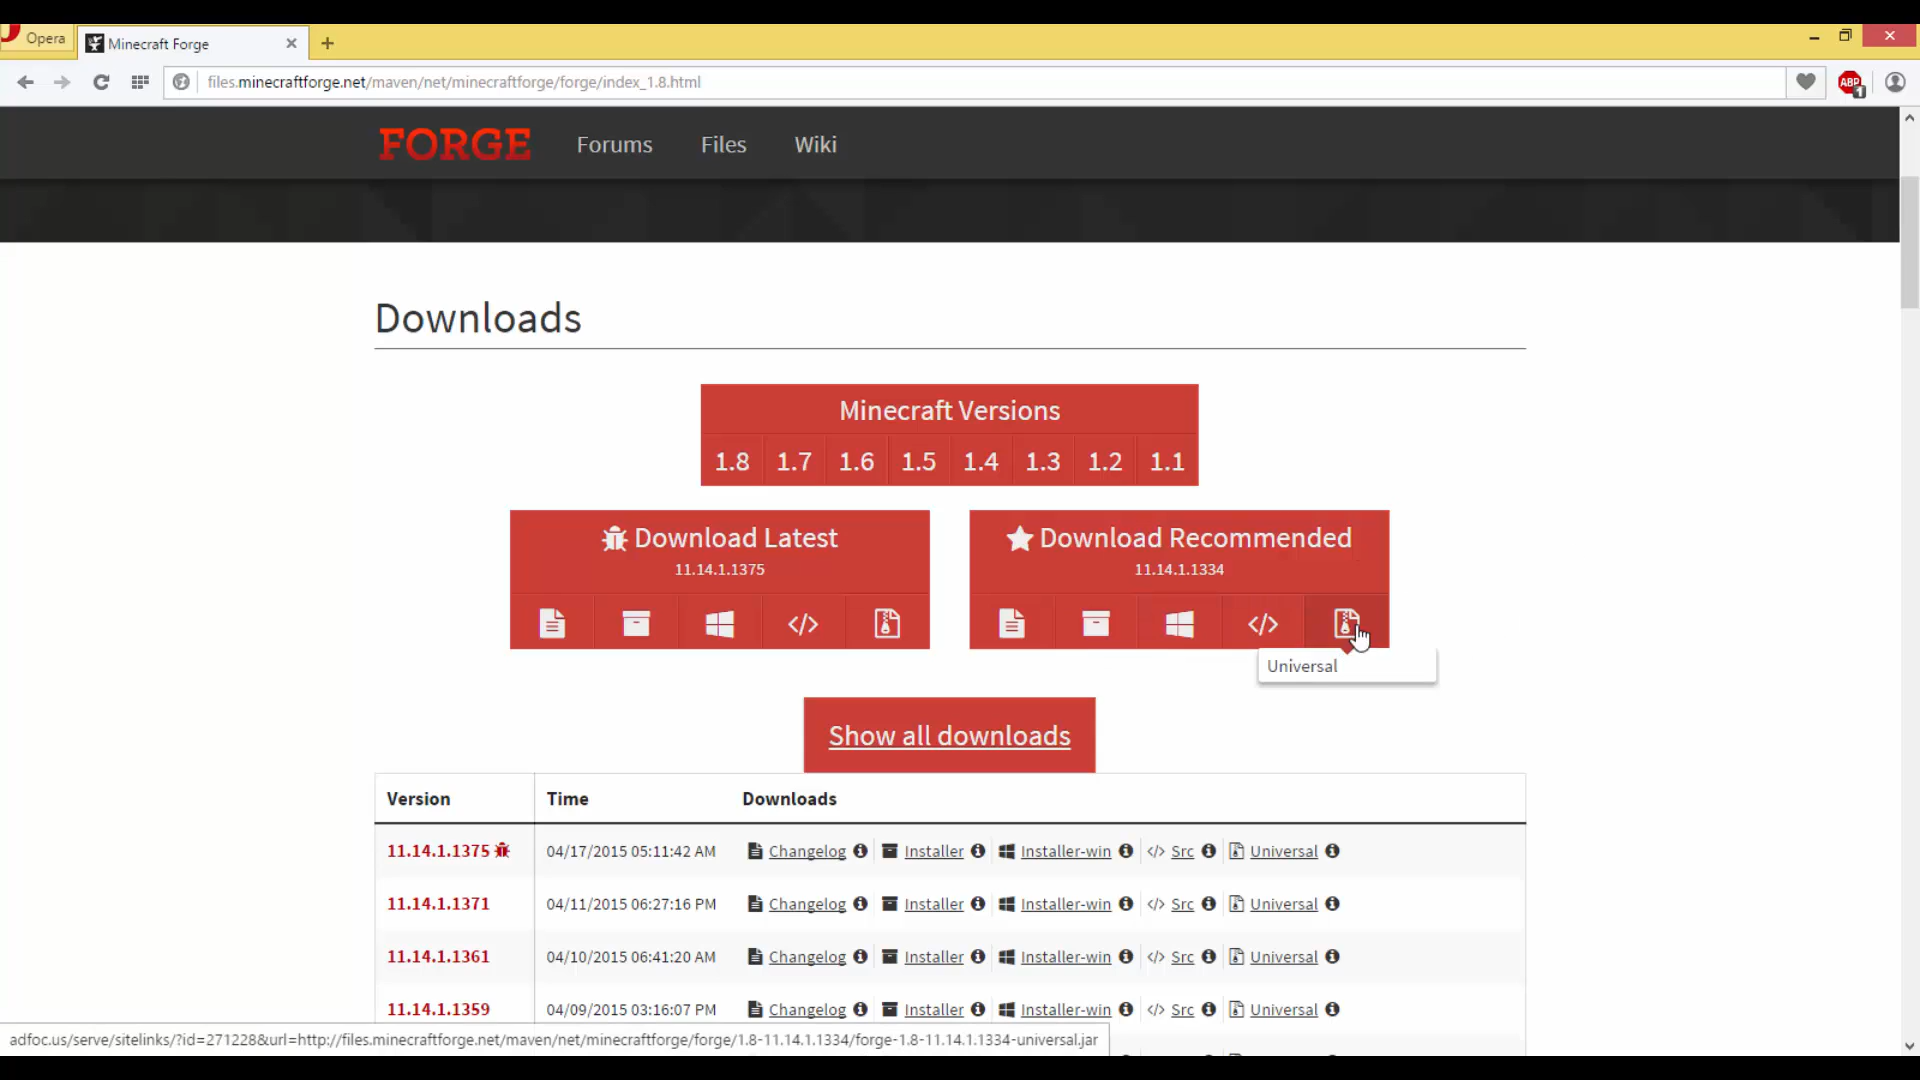 Opera
Minecraft Forge
files.minecraftforge.net/maven/net/minecraftforge/forge/index_1.8.html
ABP
1
FORGE Forums Files Wiki
Downloads
Minecraft Versions
1.8 1.7 1.6 1.5 1.4 1.3 1.2 1.1
Download Latest
11.14.1.1375
Download Recommended
11.14.1.1334
</>
</>
Universal
Show all downloads
Version Time Downloads
11.14.1.1375 04/17/2015 05:11:42 AM Changelog Installer Installer-win </> Src Universal
11.14.1.1371 04/11/2015 06:27:16 PM Changelog Installer Installer-win </> Src Universal
11.14.1.1361 04/10/2015 06:41:20 AM Changelog Installer Installer-win </> Src Universal
11.14.1.1359 04/09/2015 03:16:07 PM Changelog Installer Installer-win </> Src Universal
adfoc.us/serve/sitelinks/?id=271228&url=http://files.minecraftforge.net/maven/net/minecraftforge/forge/1.8-11.14.1.1334/forge-1.8-11.14.1.1334-universal.jar